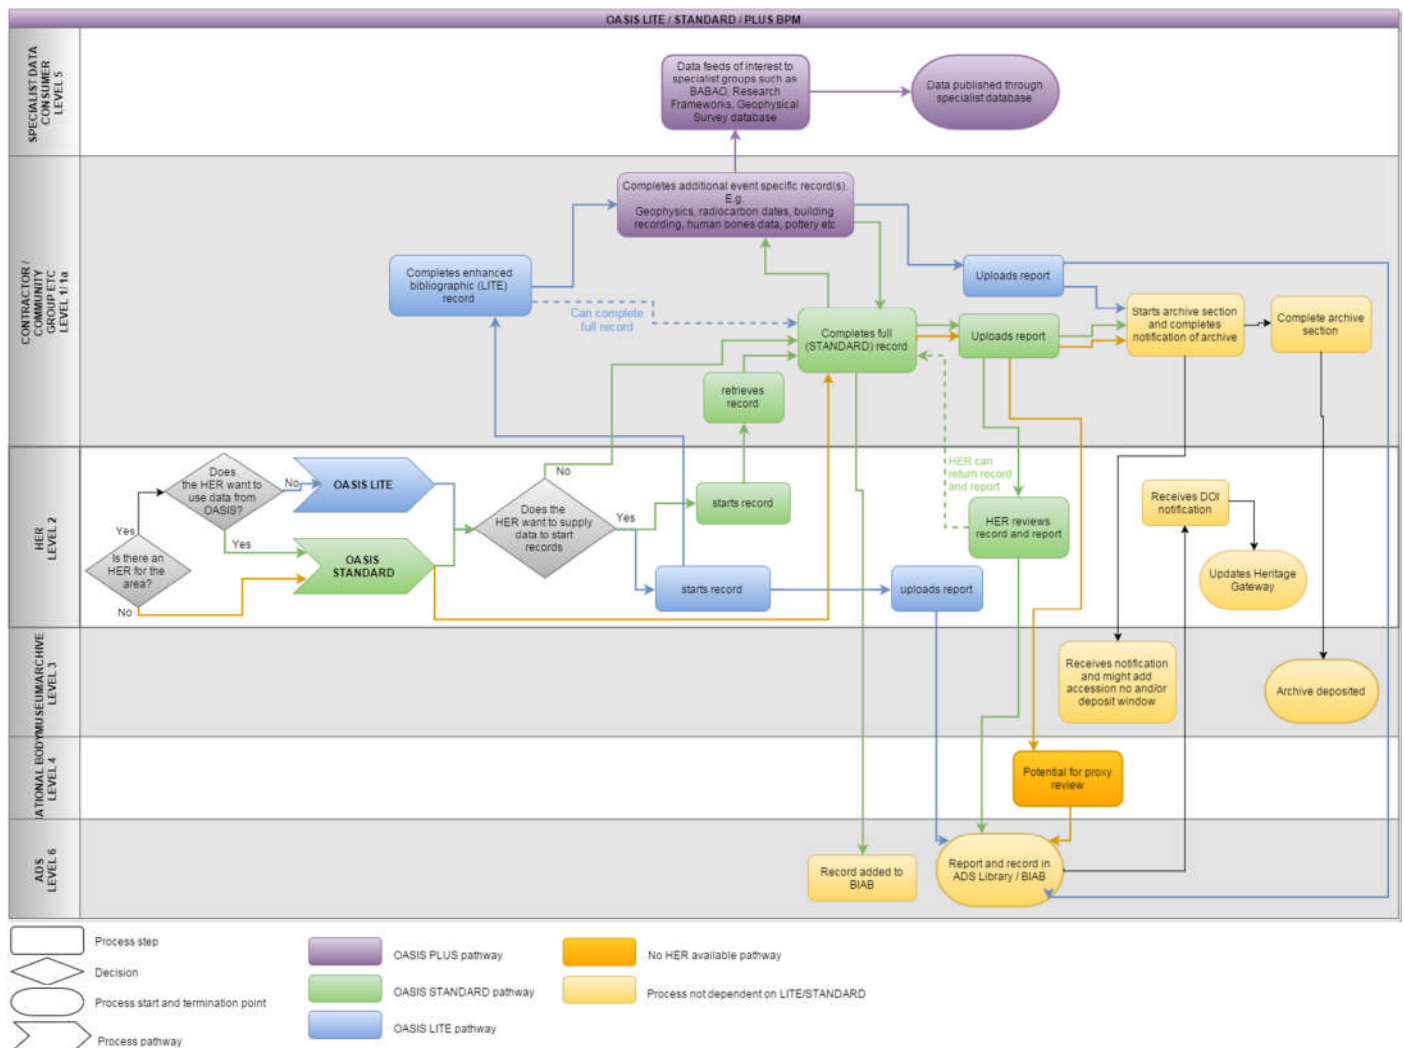 OASIS LITE / STANDARD / PLUS BPM
SPECIALIST DATA
CONSUMER
LEVEL 5
Data feeds of interest to
specialist groups such as
BABAO, Research
Frameworks, Geophysical
Survey database
Data published through
specialist database
CONTRACTOR /
COMMUNITY
GROUP ETC
LEVEL 1/ 1a
Completes additional event specific record(s).
E.g.
Geophysics, radiocarbon dates, building
recording, human bones data, pottery etc
Completes enhanced
bibliographic (LITE)
record
Can complete
full record
Uploads report
Completes full
(STANDARD) record
Uploads report
Starts archive section
and completes
notification of archive
Complete archive
section
retrieves
record
HER
LEVEL 2
Is there an
HER for the
area?
Yes
No
Does
the HER want to
use data from
OASIS?
No
Yes
OASIS LITE
OASIS
STANDARD
Does the
HER want to supply
data to start
records
No
Yes
starts record
starts record
uploads report
HER can
return record
and report
HER reviews
record and report
Receives DOI
notification
Updates Heritage
Gateway
MUSEUM/ARCHIVE
LEVEL 3
Receives notification
and might add
accession no and/or
deposit window
Archive deposited
IATIONAL BODY
LEVEL 4
Potential for proxy
review
ADS
LEVEL 6
Record added to
BIAB
Report and record in
ADS Library / BIAB
Process step
Decision
Process start and termination point
Process pathway
OASIS PLUS pathway
OASIS STANDARD pathway
OASIS LITE pathway
No HER available pathway
Process not dependent on LITE/STANDARD